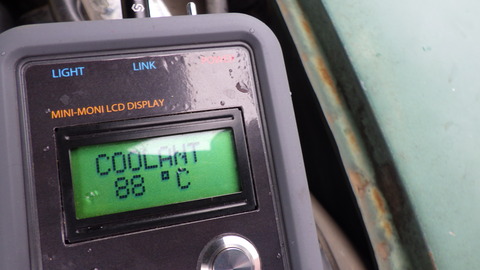 LIGHT LINK
MINI-MONI LCD DISPLAY
COOLANT
88 °C